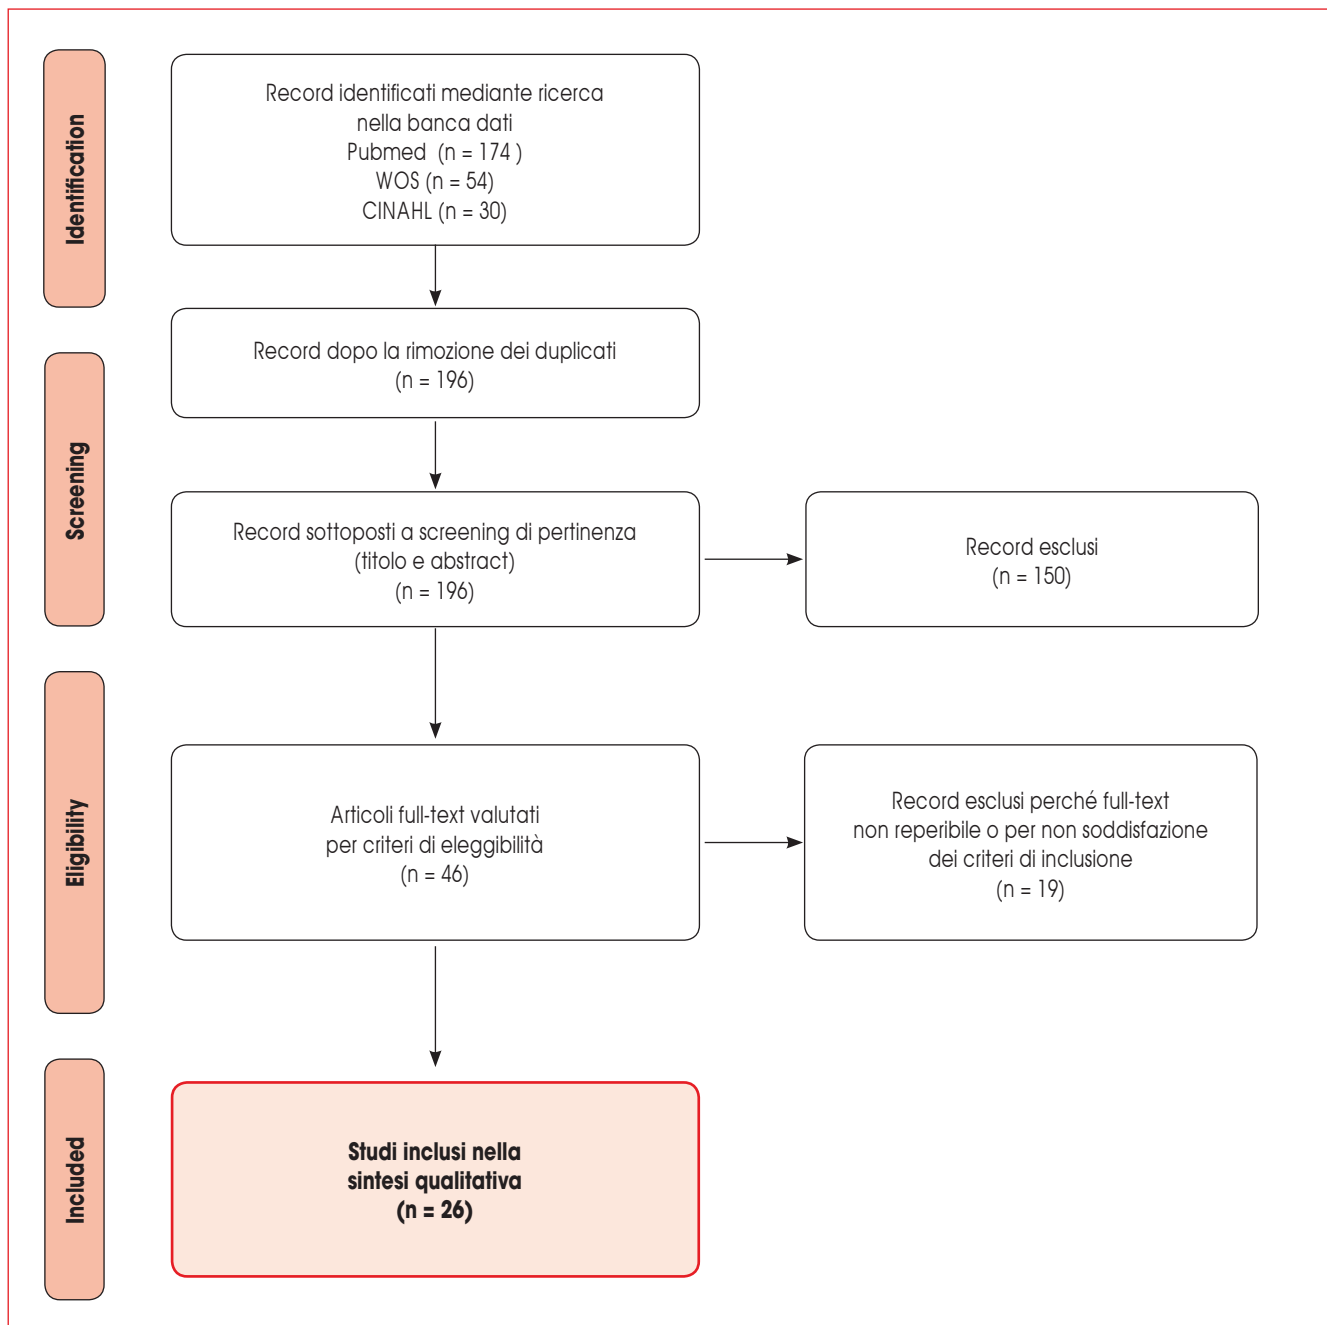 Identification
Record identificati mediante ricerca
nella banca dati
Pubmed (n = 174 )
WOS (n = 54)
CINAHL (n = 30)
Record dopo la rimozione dei duplicati
(n = 196)
Screening
Record sottoposti a screening di pertinenza
(titolo e abstract)
(n = 196)
Record esclusi
(n = 150)
Eligibility
Articoli full-text valutati
per criteri di eleggibilità
(n = 46)
Record esclusi perché full-text
non reperibile o per non soddisfazione
dei criteri di inclusione
(n = 19)
Included
Studi inclusi nella
sintesi qualitativa
(n = 26)